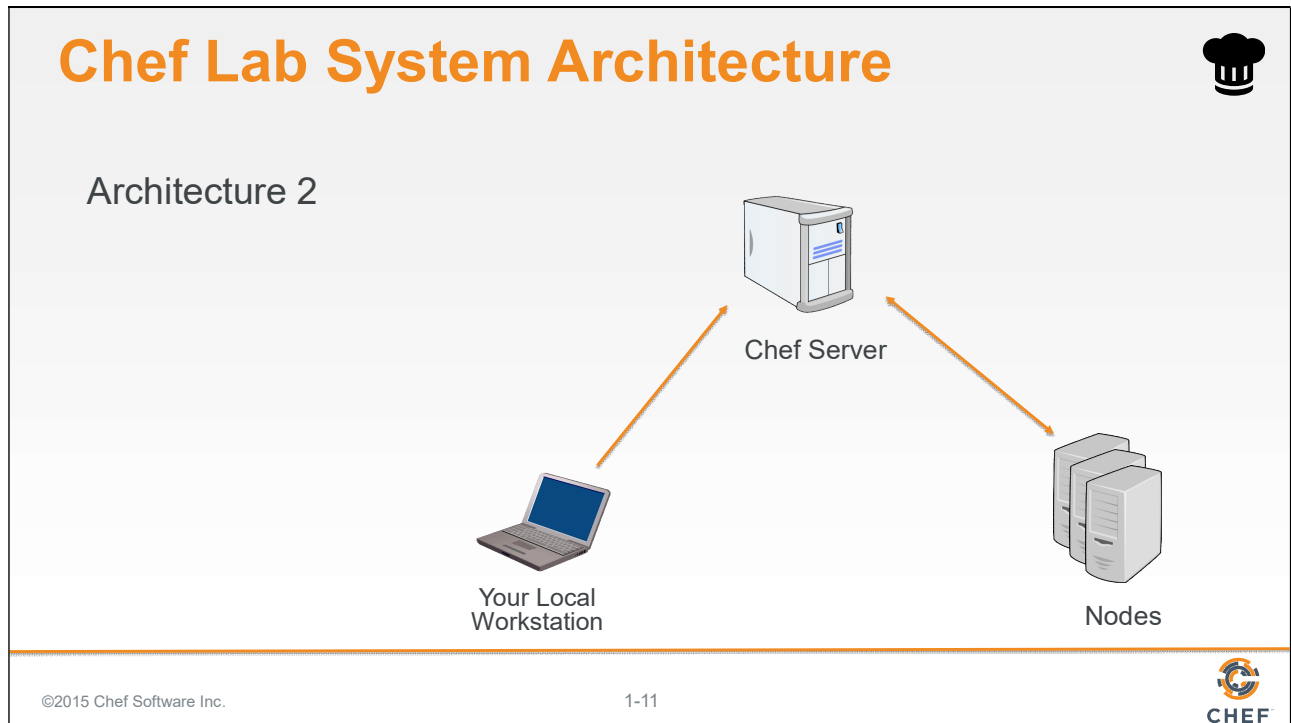 Chef Lab System Architecture
Architecture 2
Chef Server
Your Local
Workstation
Nodes
©2015 Chef Software Inc.
1-11
CHEF